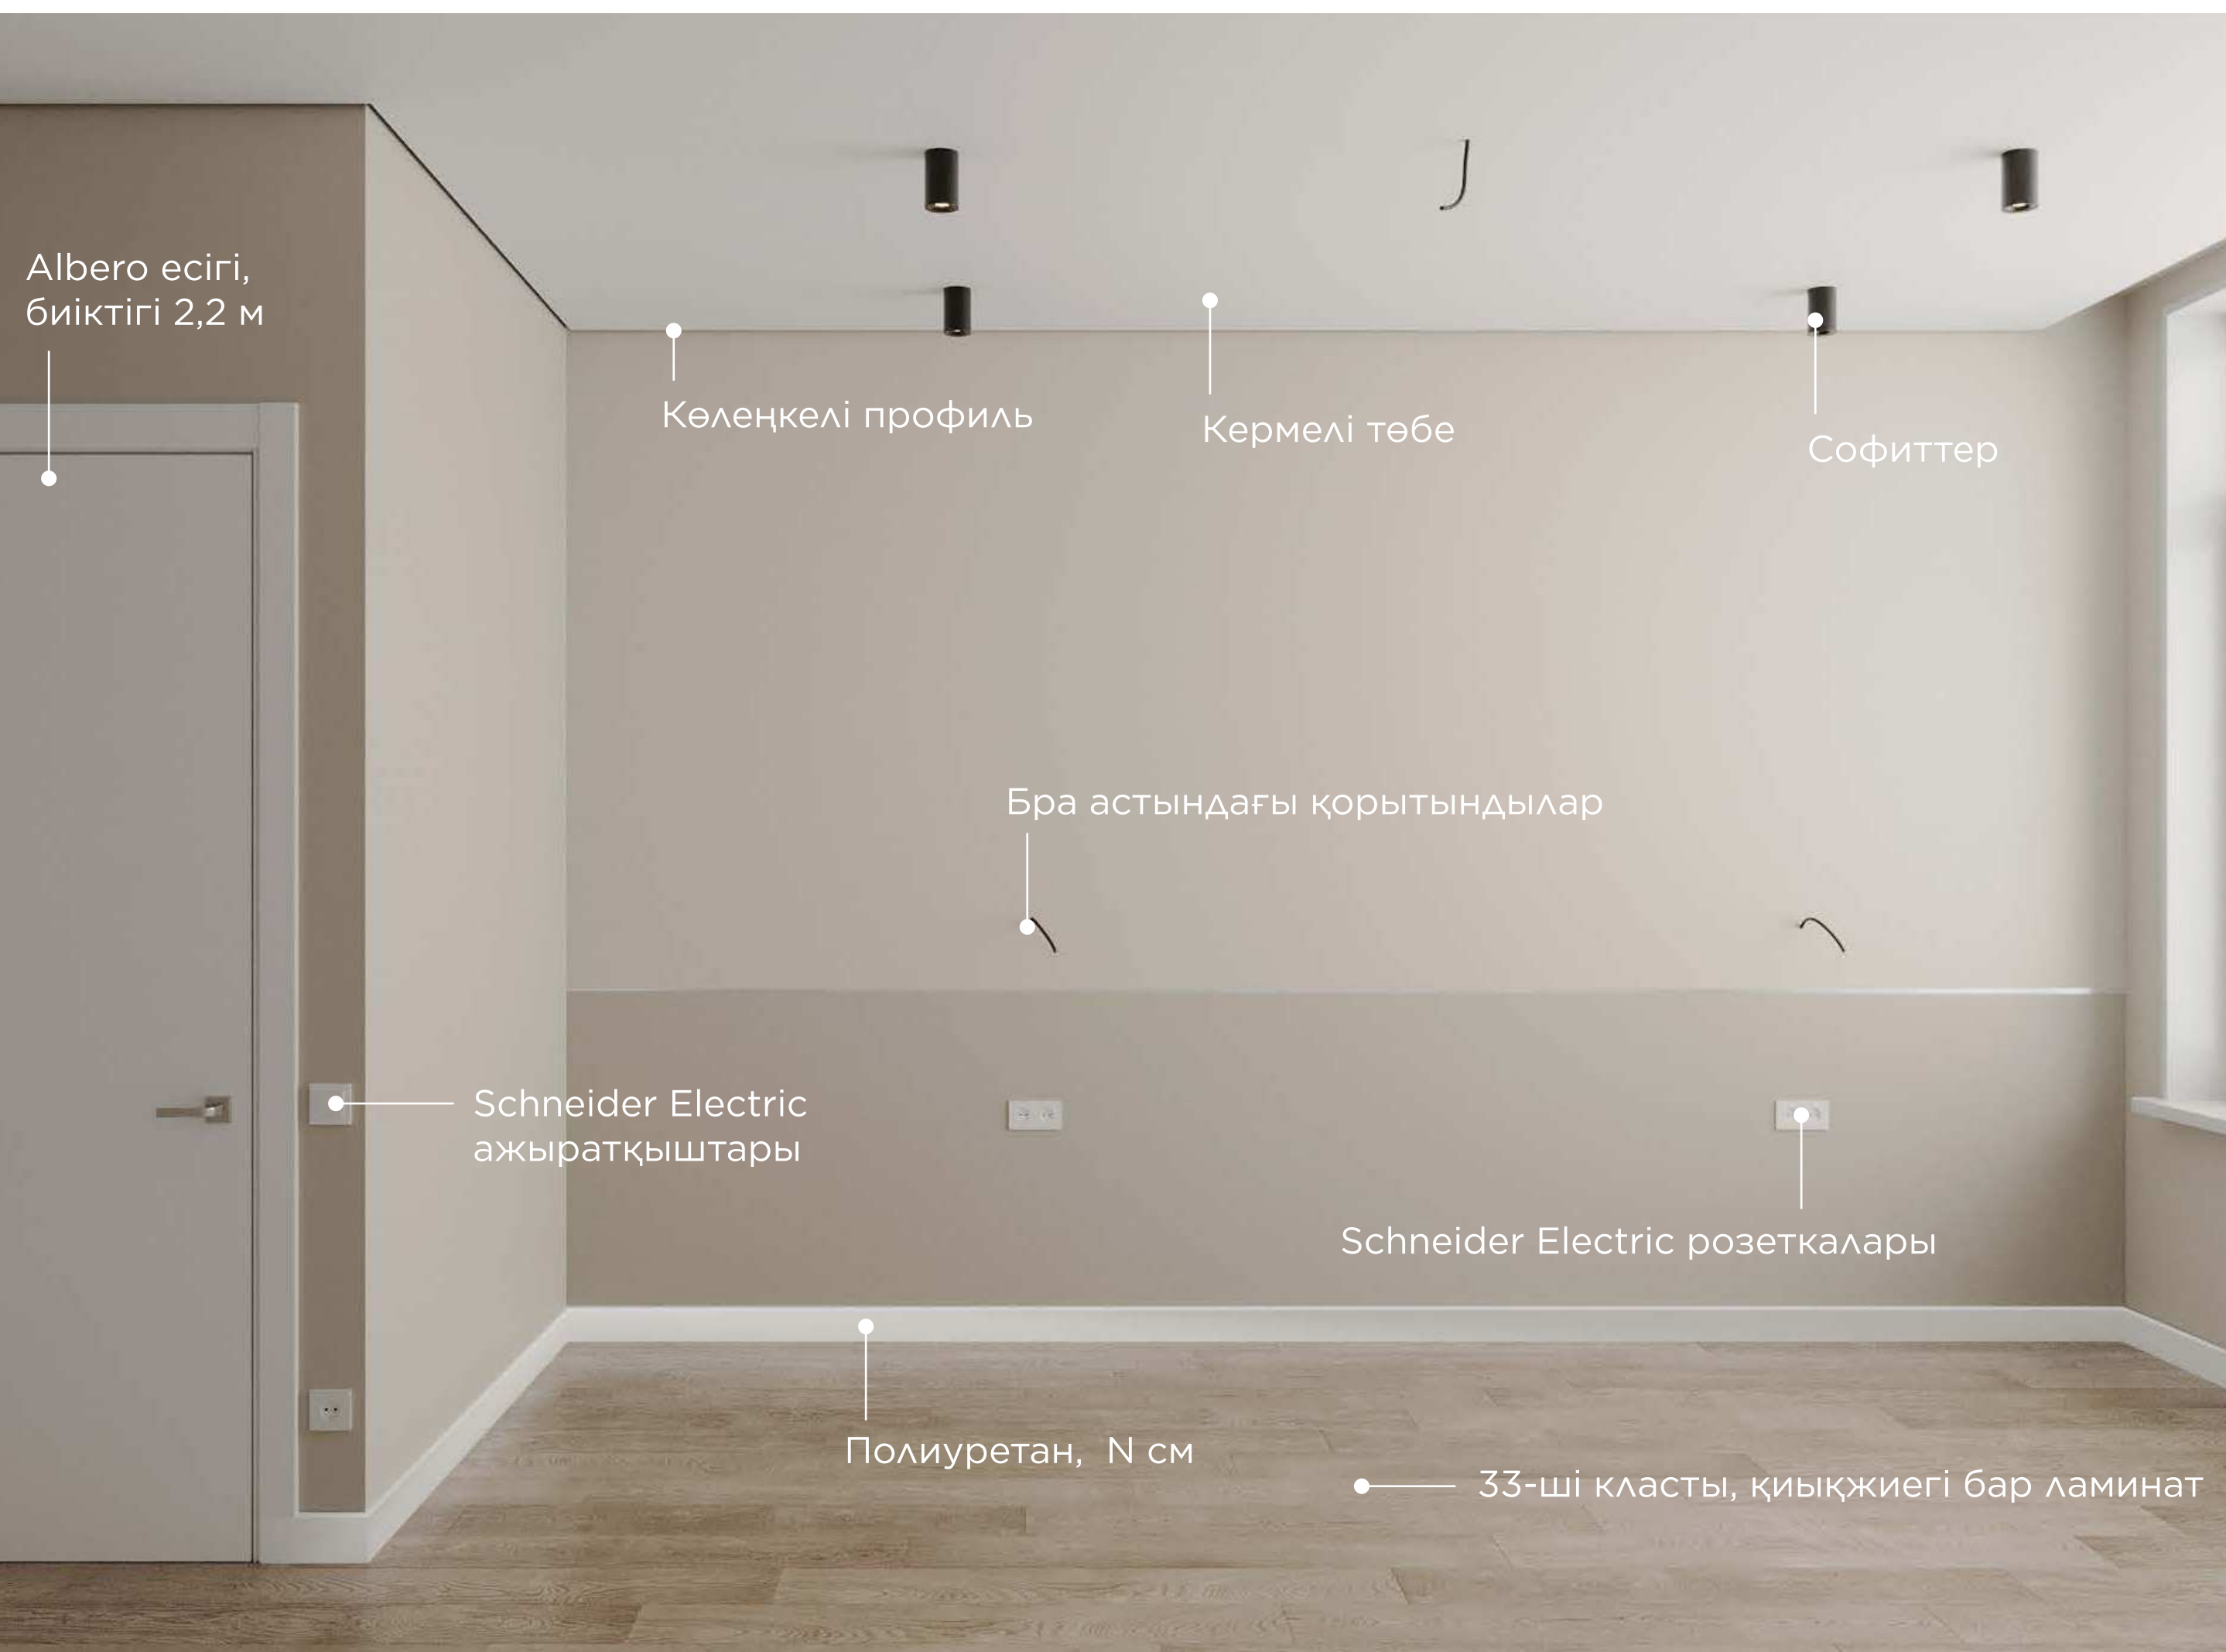 Albero есігі,
биіктігі 2,2 м
Көлеңкелі профиль
Кермелі төбе
Софиттер
Бра астындағы қорытындылар
Schneider Electric
ажыратқыштары
Schneider Electric розеткалары
Полиуретан, N см
33-ші класты, қиықжиегі бар ламинат